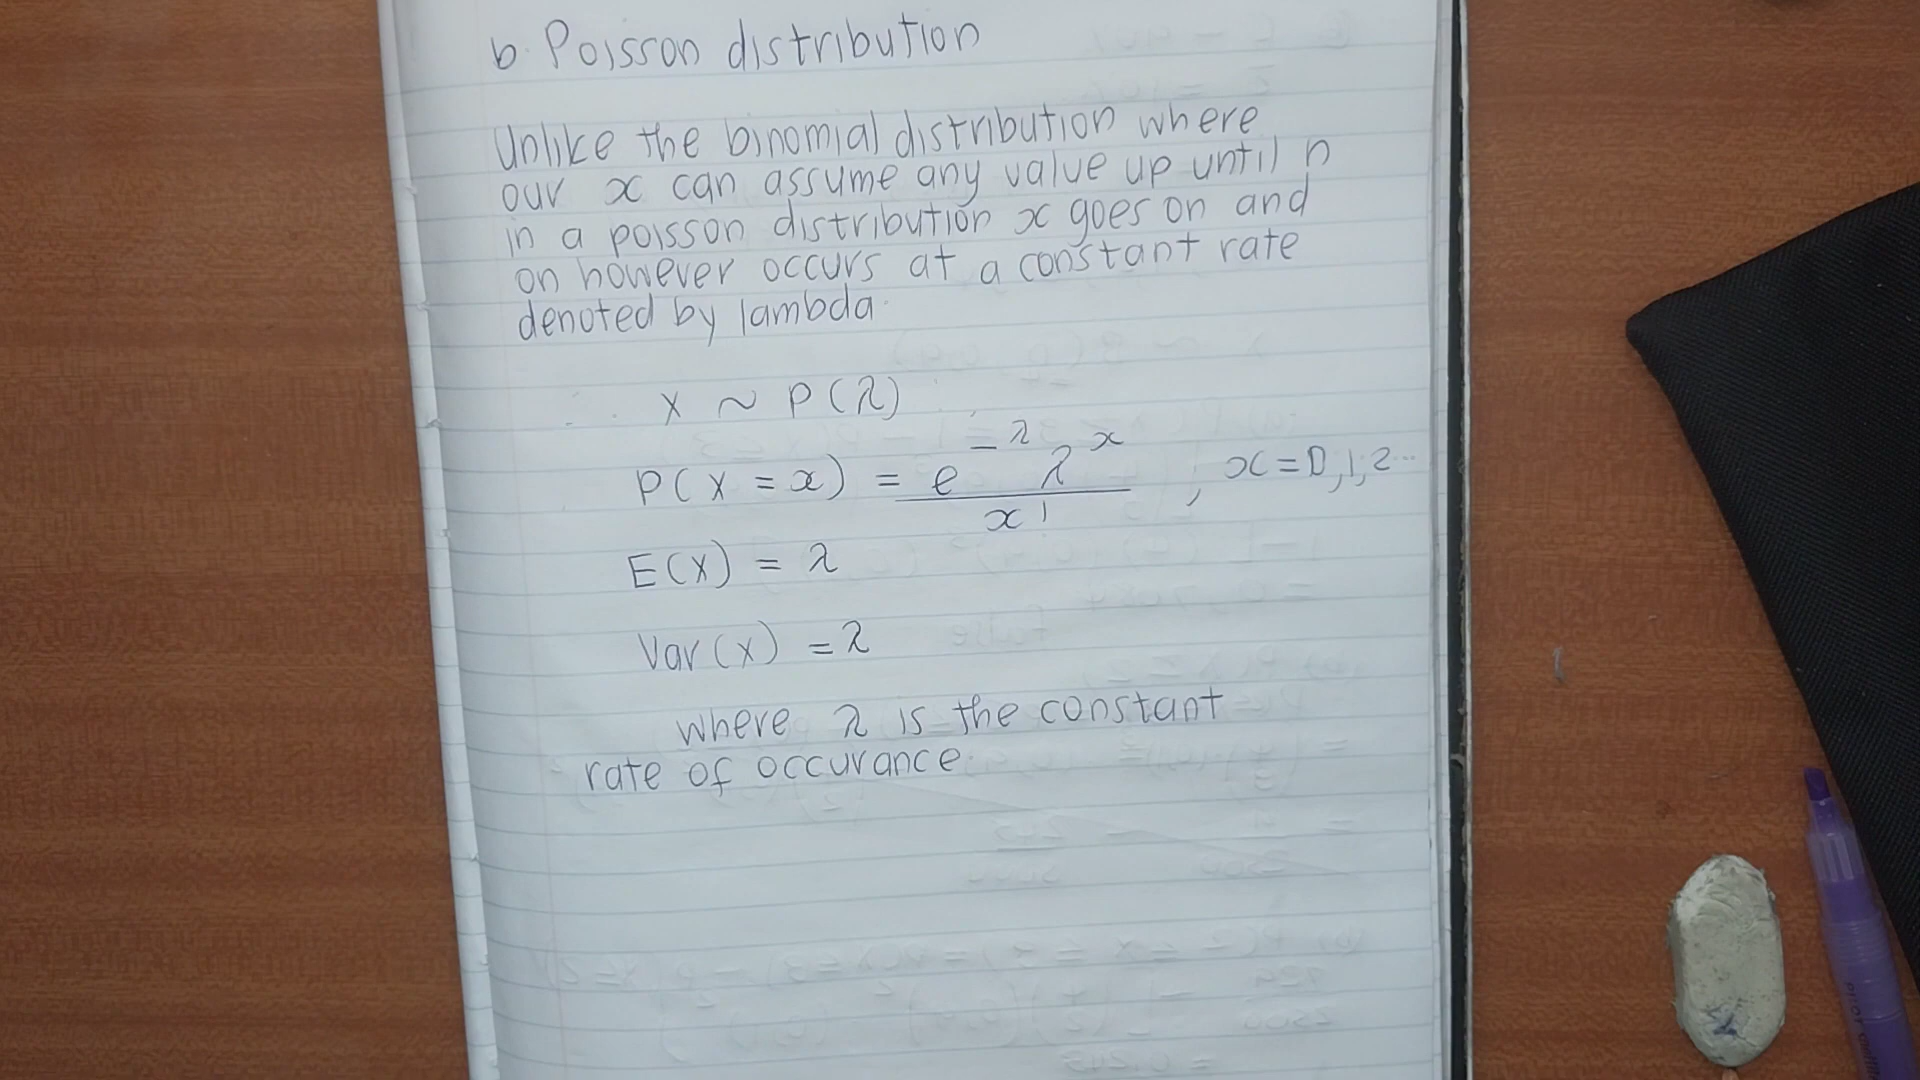 b. Poisson distribution
Unlike the binomial distribution where
our x can assume any value up until n
in a poisson distribution x goes on and
on however occurs at a constant rate
denoted by lambda.
X ~ P(λ)
P(X = x) = e^-λ λ^x / x! , x = 0,1,2...
E(X) = λ
Var(X) = λ
where λ is the constant
rate of occurance.